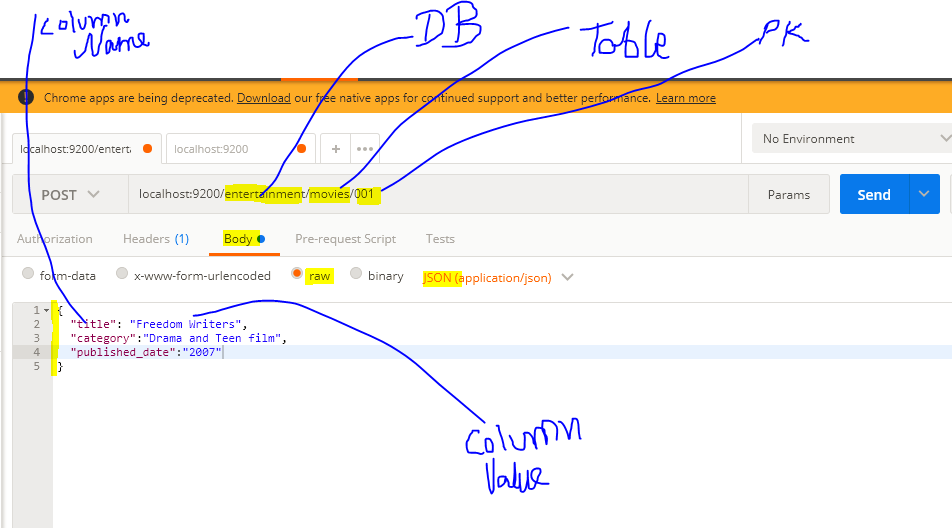 Column Name
DB
Table
PK
Chrome apps are being deprecated. Download our free native apps for continued support and better performance. Learn more
localhost:9200/enterta
localhost:9200
+
•••
No Environment
POST
localhost:9200/entertainment/movies/001
Params
Send
Authorization
Headers (1)
Body
Pre-request Script
Tests
form-data
x-www-form-urlencoded
raw
binary
JSON (application/json)
1 {
2 "title": "Freedom Writers",
3 "category":"Drama and Teen film",
4 "published_date":"2007"
5 }
Column
Value